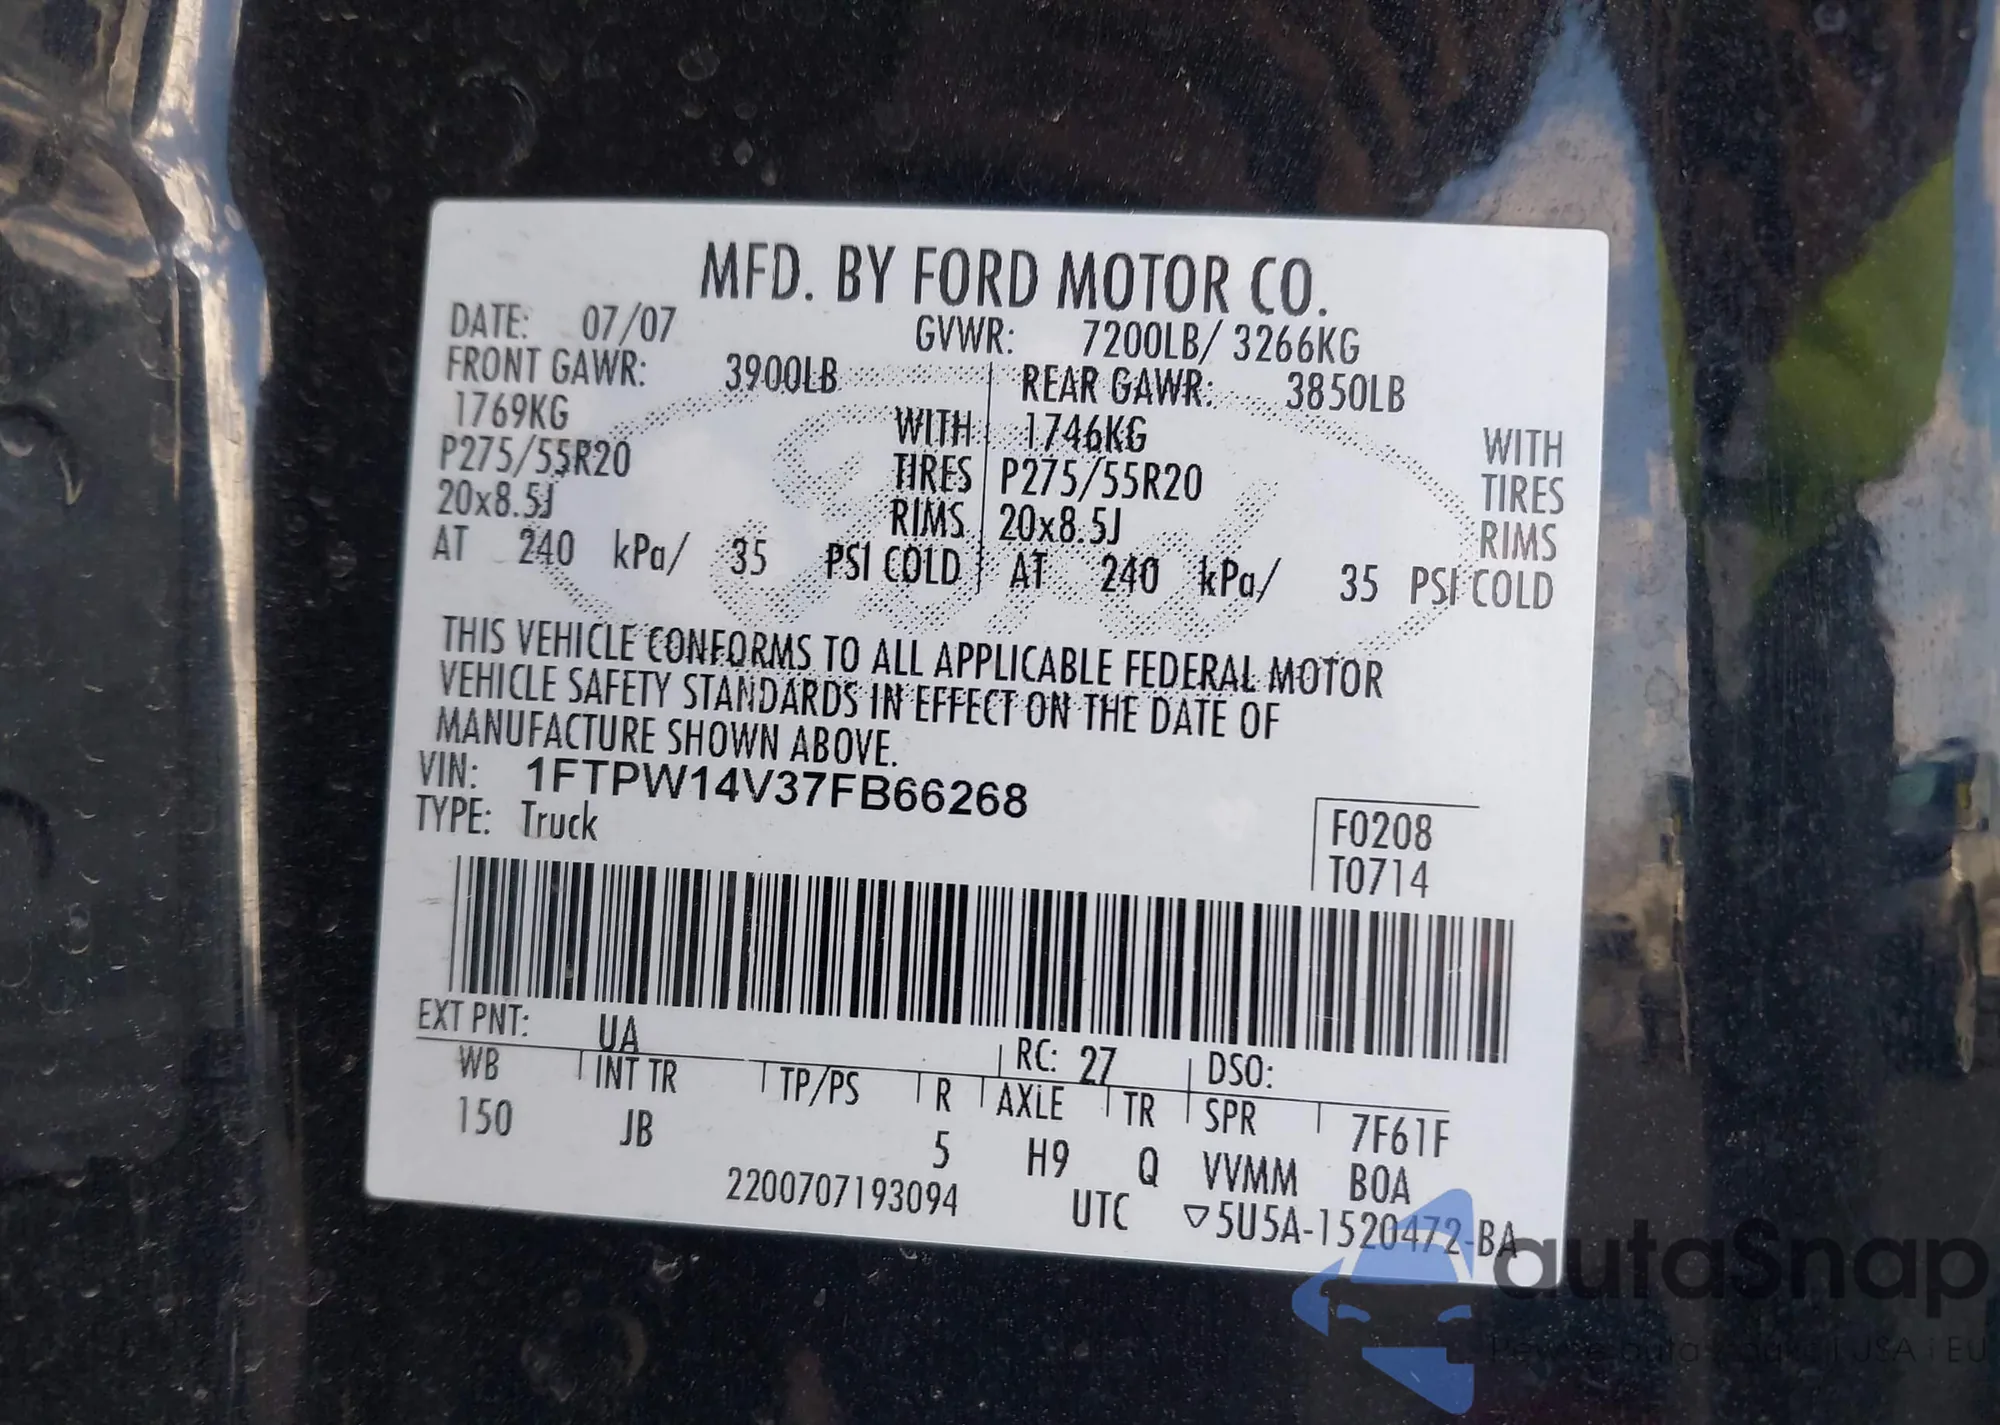 MFD. BY FORD MOTOR CO.
DATE: 07/07 GVWR: 7200LB/ 3266KG
FRONT GAWR: 3900LB REAR GAWR: 3850LB
1769KG WITH 1746KG WITH
P275/55R20 TIRES P275/55R20 TIRES
20x8.5J RIMS 20x8.5J RIMS
AT 240 kPa/ 35 PSI COLD AT 240 kPa/ 35 PSI COLD
THIS VEHICLE CONFORMS TO ALL APPLICABLE FEDERAL MOTOR
VEHICLE SAFETY STANDARDS IN EFFECT ON THE DATE OF
MANUFACTURE SHOWN ABOVE.
VIN: 1FTPW14V37FB66268
TYPE: Truck
F0208
T0714
EXT PNT: UA RC: 27 DSO:
WB INT TR TP/PS R AXLE TR SPR 7F61F
150 JB 5 H9 Q VVMM BOA
2200707193094 UTC ▽5U5A-1520472-BA
autaSnap
USA i EU